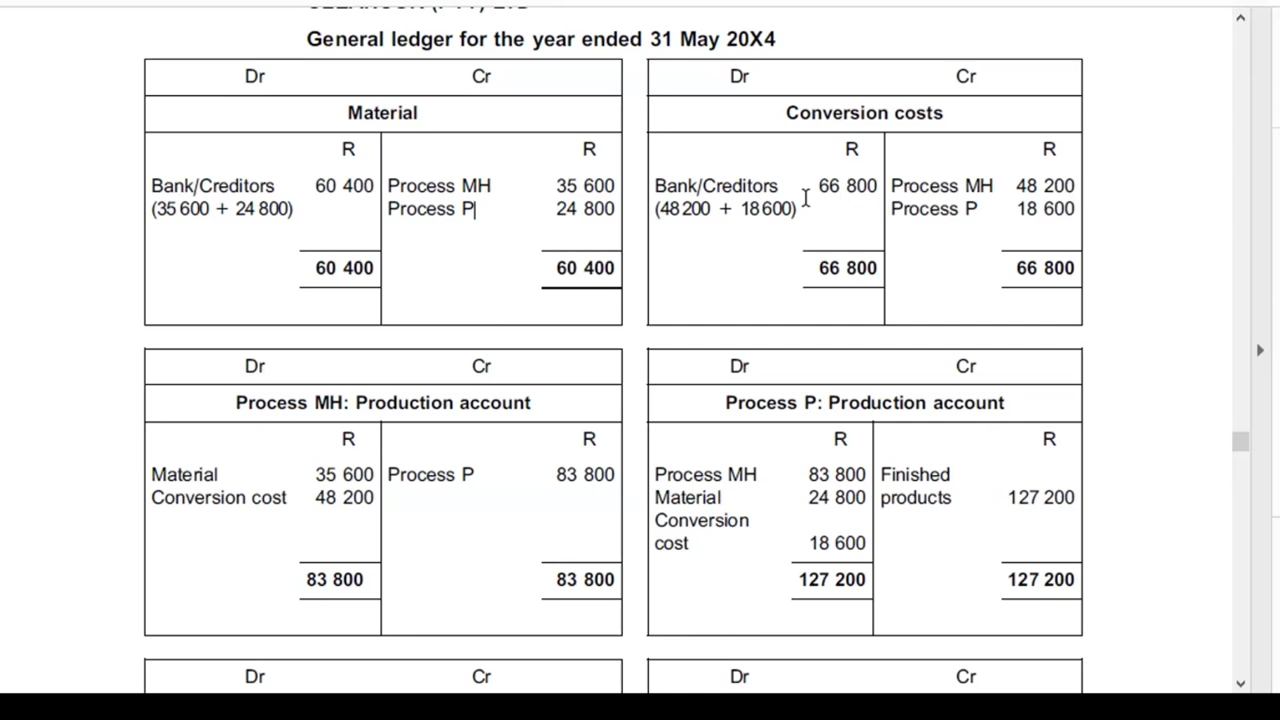 General ledger for the year ended 31 May 20X4
Dr Cr
Material
R R
Bank/Creditors 60 400 Process MH 35 600
(35 600 + 24 800) Process P 24 800
60 400 60 400
Dr Cr
Conversion costs
R R
Bank/Creditors 66 800 Process MH 48 200
(48 200 + 18 600) Process P 18 600
66 800 66 800
Dr Cr
Process MH: Production account
R R
Material 35 600 Process P 83 800
Conversion cost 48 200
83 800 83 800
Dr Cr
Process P: Production account
R R
Process MH 83 800 Finished
Material 24 800 products 127 200
Conversion
cost 18 600
127 200 127 200
Dr Cr
Dr Cr